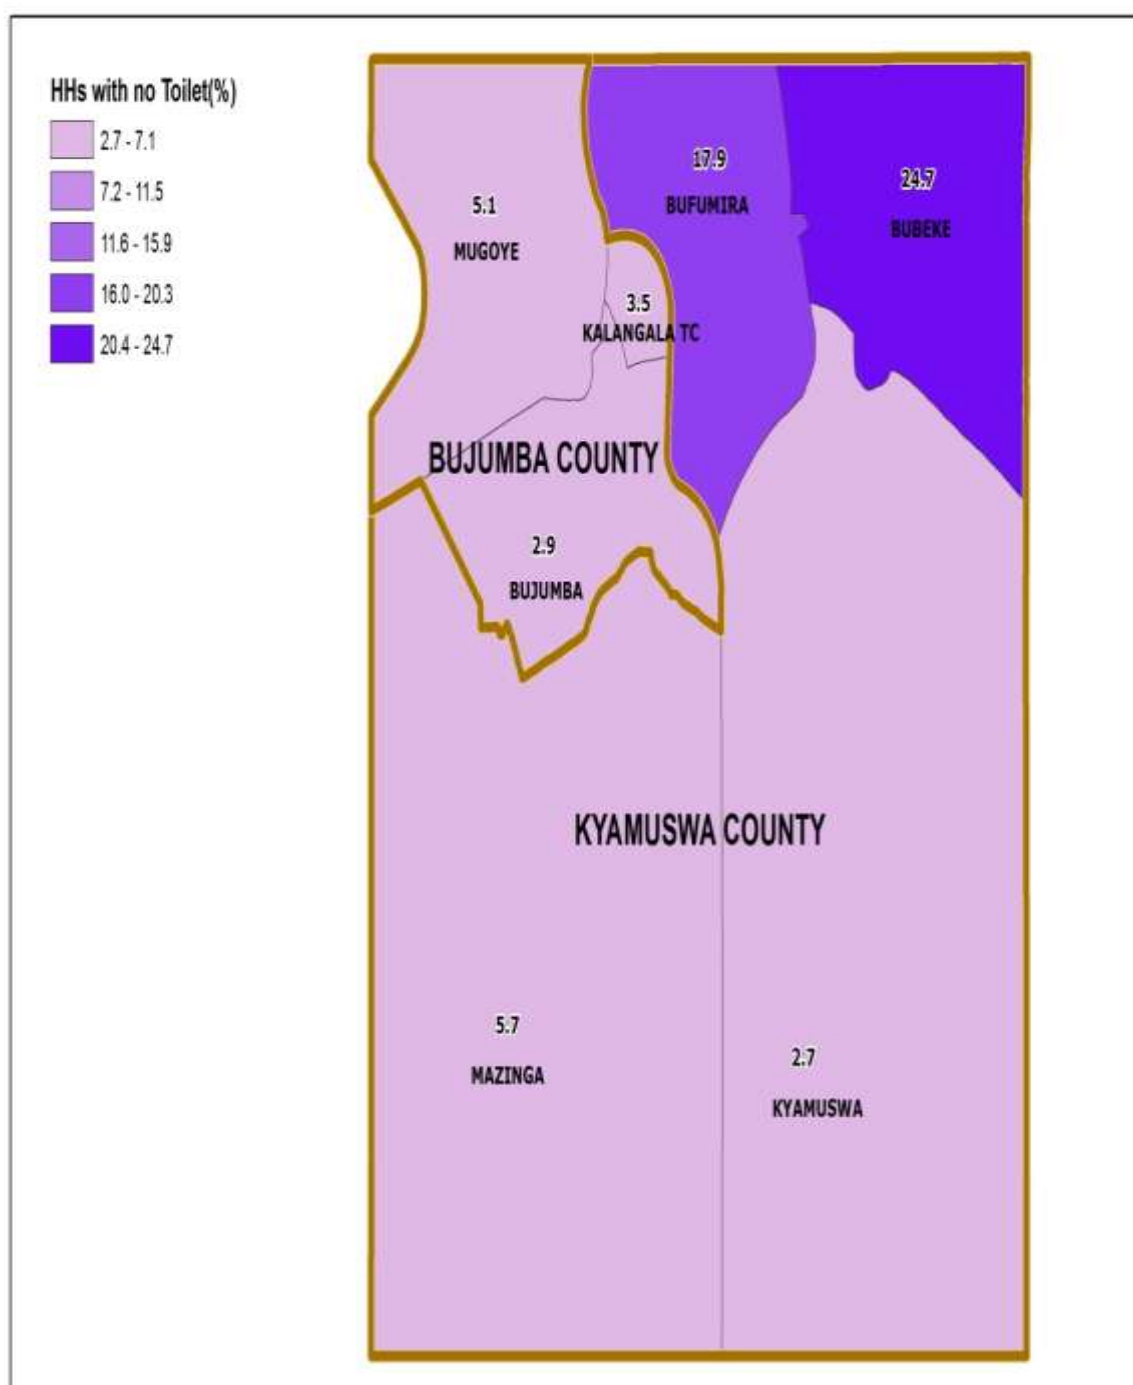 HHs with no Toilet(%)
2.7 - 7.1
7.2 - 11.5
11.6 - 15.9
16.0 - 20.3
20.4 - 24.7
17.9
BUFUMIRA
24.7
BUBEKE
5.1
MUGOYE
3.5
KALANGALA TC
BUJUMBA COUNTY
2.9
BUJUMBA
KYAMUSWA COUNTY
5.7
MAZINGA
2.7
KYAMUSWA